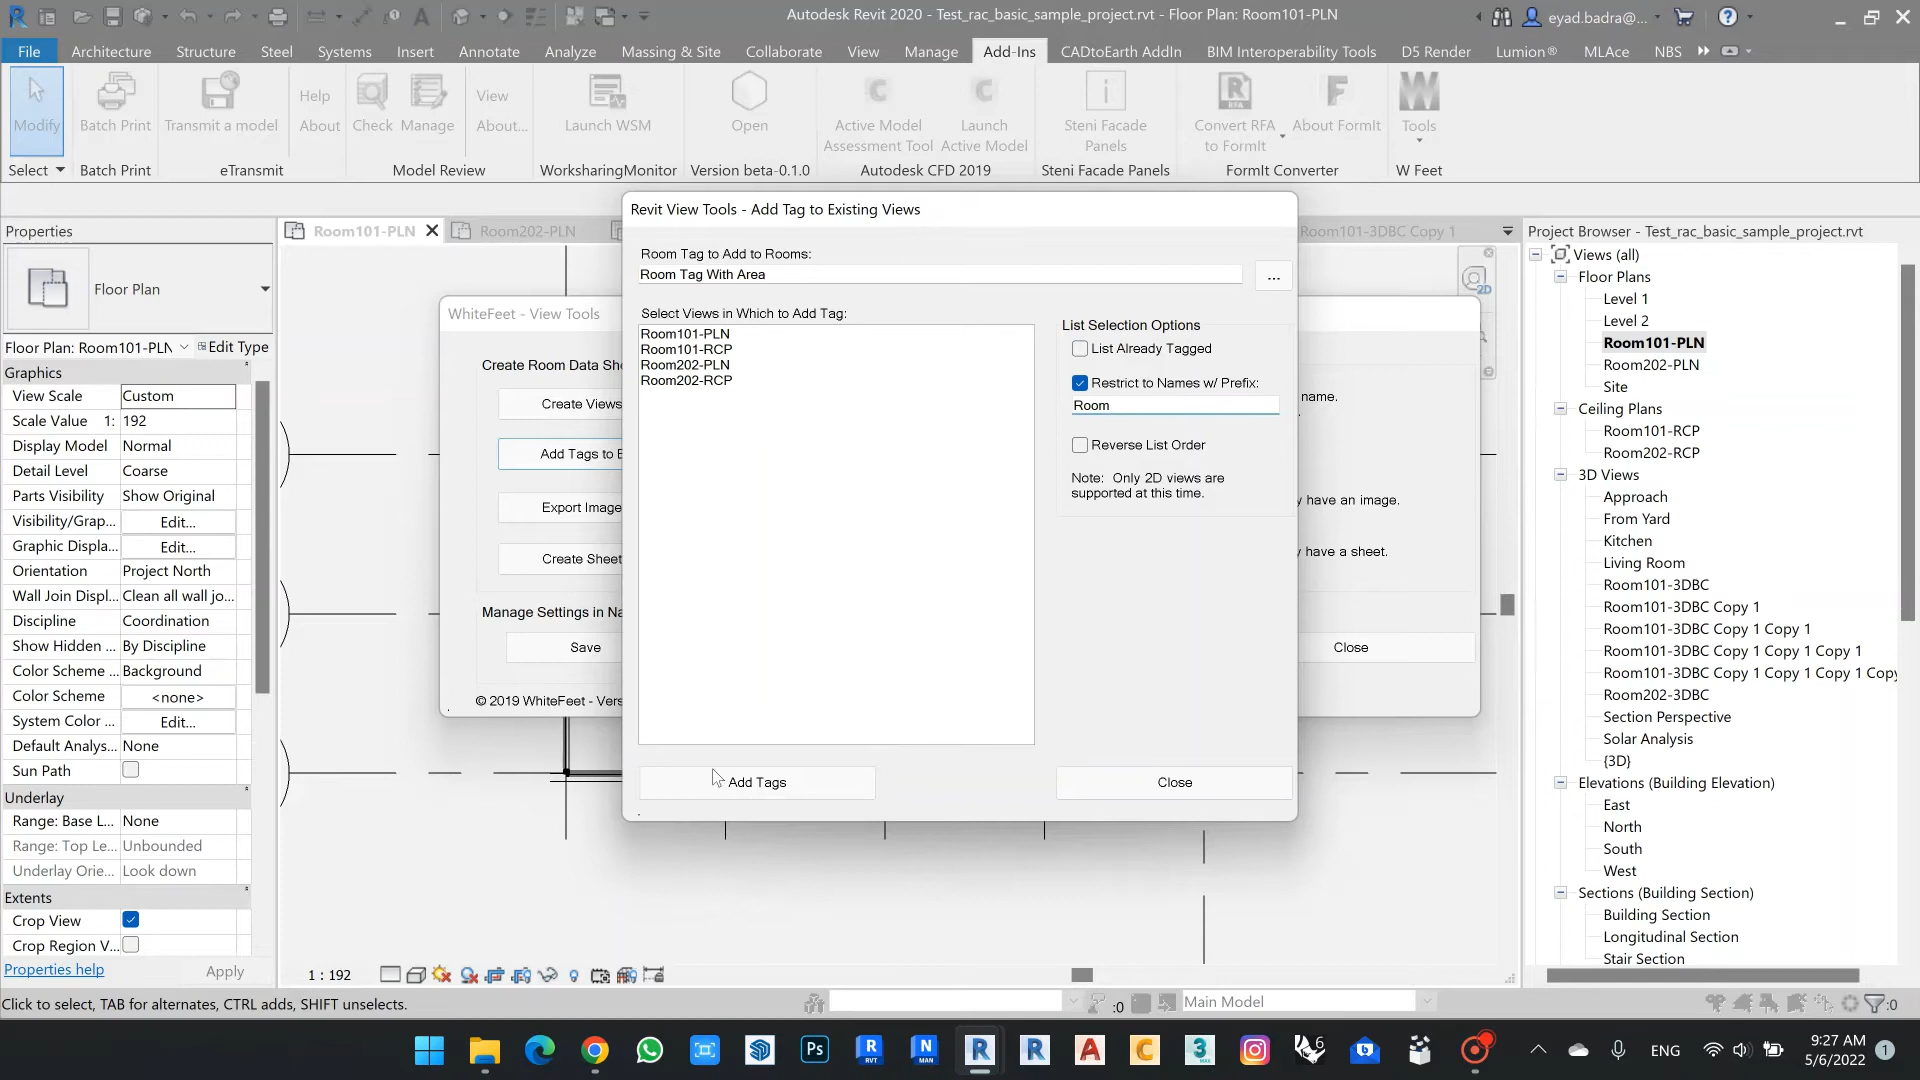 Autodesk Revit 2020 - Test_rac_basic_sample_project.rvt - Floor Plan: Room101-PLN
eyad.badra@...
File Architecture Structure Steel Systems Insert Annotate Analyze Massing & Site Collaborate View Manage Add-Ins CADtoEarth AddIn BIM Interoperability Tools D5 Render Lumion® MLAce NBS
Modify
Batch Print
Transmit a model
Help
About
Check
Manage
View
About...
Launch WSM
Open
Active Model
Assessment Tool
Launch
Active Model
Steni Facade
Panels
Convert RFA
to FormIt
About FormIt
Tools
Select
Batch Print
eTransmit
Model Review
WorksharingMonitor
Version beta-0.1.0
Autodesk CFD 2019
Steni Facade Panels
FormIt Converter
W Feet
Properties
Floor Plan
Floor Plan: Room101-PLN
Edit Type
Graphics
View Scale Custom
Scale Value 1: 192
Display Model Normal
Detail Level Coarse
Parts Visibility Show Original
Visibility/Grap... Edit...
Graphic Displa... Edit...
Orientation Project North
Wall Join Displ... Clean all wall jo...
Discipline Coordination
Show Hidden ... By Discipline
Color Scheme ... Background
Color Scheme <none>
System Color ... Edit...
Default Analys... None
Sun Path
Underlay
Range: Base L... None
Range: Top Le... Unbounded
Underlay Orie... Look down
Extents
Crop View
Crop Region V...
Properties help
Apply
Room101-PLN
Room202-PLN
Room101-3DBC Copy 1
WhiteFeet - View Tools
Create Room Data She
Create Views
Add Tags to E
Export Image
Create Sheet
Manage Settings in Na
Save
© 2019 WhiteFeet - Vers
name.
y have an image.
y have a sheet.
Close
Revit View Tools - Add Tag to Existing Views
Room Tag to Add to Rooms:
Room Tag With Area
...
Select Views in Which to Add Tag:
Room101-PLN
Room101-RCP
Room202-PLN
Room202-RCP
List Selection Options
List Already Tagged
Restrict to Names w/ Prefix:
Room
Reverse List Order
Note: Only 2D views are
supported at this time.
Add Tags
Close
2D
Project Browser - Test_rac_basic_sample_project.rvt
Views (all)
Floor Plans
Level 1
Level 2
Room101-PLN
Room202-PLN
Site
Ceiling Plans
Room101-RCP
Room202-RCP
3D Views
Approach
From Yard
Kitchen
Living Room
Room101-3DBC
Room101-3DBC Copy 1
Room101-3DBC Copy 1 Copy 1
Room101-3DBC Copy 1 Copy 1 Copy 1
Room101-3DBC Copy 1 Copy 1 Copy 1 Copy
Room202-3DBC
Section Perspective
Solar Analysis
{3D}
Elevations (Building Elevation)
East
North
South
West
Sections (Building Section)
Building Section
Longitudinal Section
Stair Section
1 : 192
Click to select, TAB for alternates, CTRL adds, SHIFT unselects.
:0
Main Model
:0
ENG
9:27 AM
5/6/2022
1